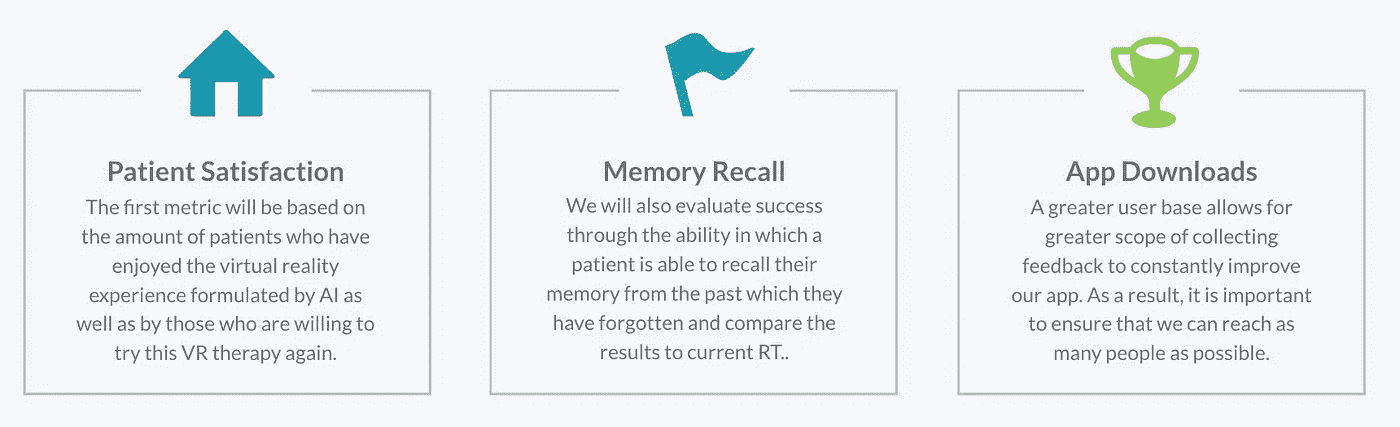 Patient Satisfaction
The first metric will be based on
the amount of patients who have
enjoyed the virtual reality
experience formulated by AI as
well as by those who are willing to
try this VR therapy again.
Memory Recall
We will also evaluate success
through the ability in which a
patient is able to recall their
memory from the past which they
have forgotten and compare the
results to current RT..
App Downloads
A greater user base allows for
greater scope of collecting
feedback to constantly improve
our app. As a result, it is important
to ensure that we can reach as
many people as possible.